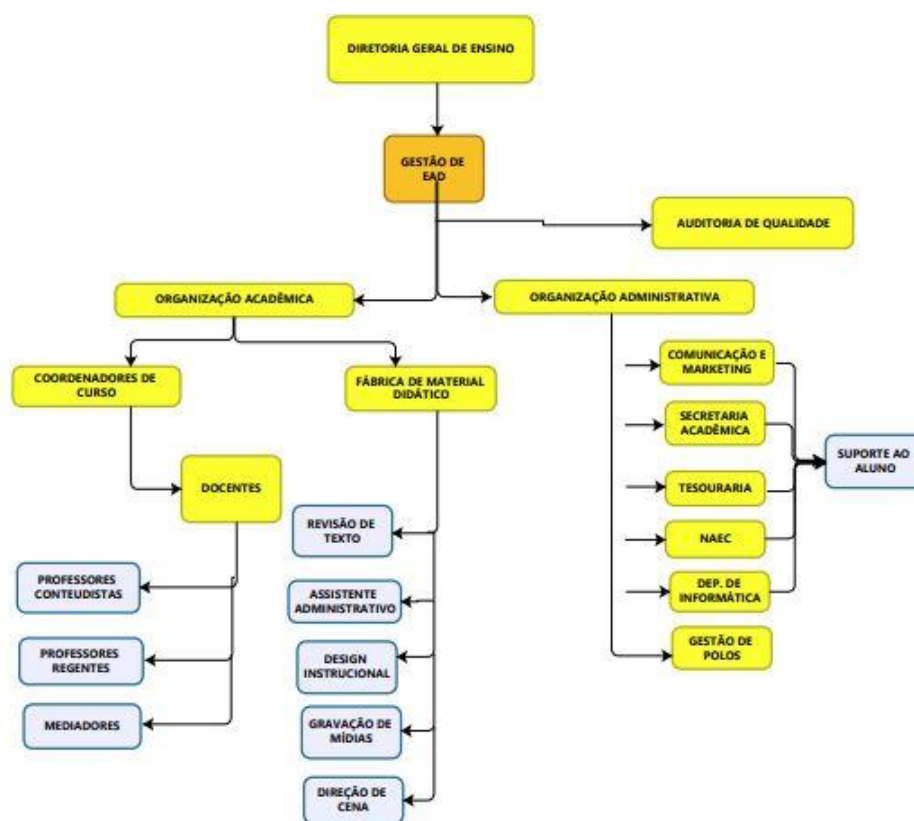 DIRETORIA GERAL DE ENSINO
GESTÃO DE
EAD
AUDITORIA DE QUALIDADE
ORGANIZAÇÃO ACADÊMICA
ORGANIZAÇÃO ADMINISTRATIVA
COORDENADORES DE
CURSO
FÁBRICA DE MATERIAL
DIDÁTICO
DOCENTES
PROFESSORES
CONTEUDISTAS
PROFESSORES
REGENTES
MEDIADORES
REVISÃO DE
TEXTO
ASSISTENTE
ADMINISTRATIVO
DESIGN
INSTRUCIONAL
GRAVAÇÃO DE
MÍDIAS
DIREÇÃO DE
CENA
COMUNICAÇÃO E
MARKETING
SECRETARIA
ACADÊMICA
TESOURARIA
NAEC
DEP. DE
INFORMÁTICA
GESTÃO DE
POLOS
SUPORTE AO
ALUNO